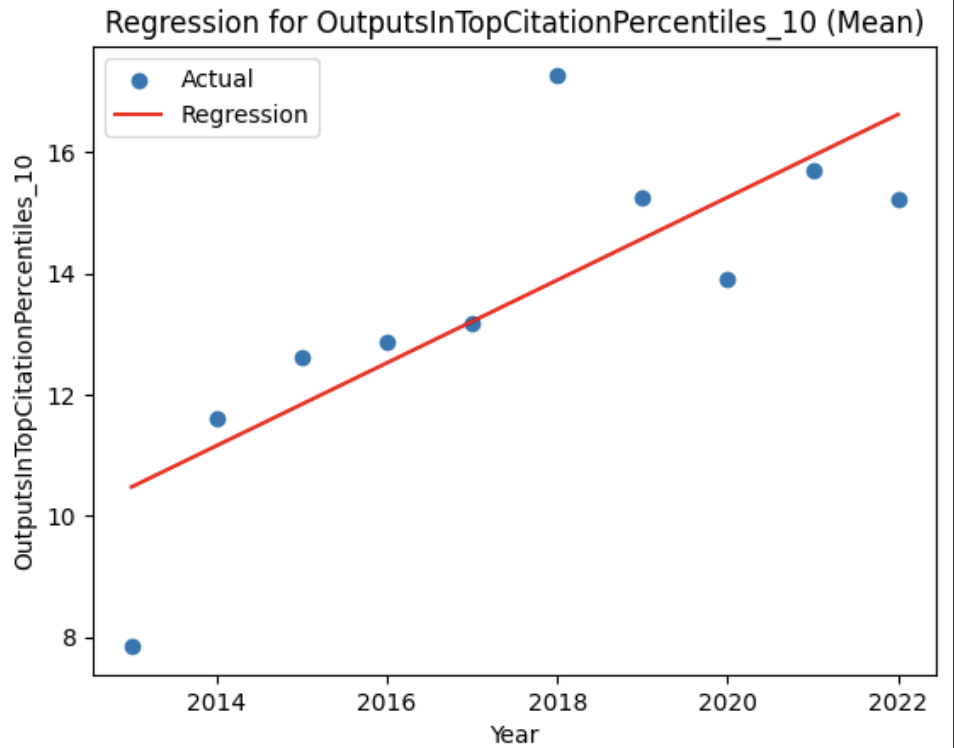 Regression for OutputsInTopCitationPercentiles_10 (Mean)
Actual
Regression
OutputsInTopCitationPercentiles_10
16
14
12
10
8
2014
2016
2018
2020
2022
Year